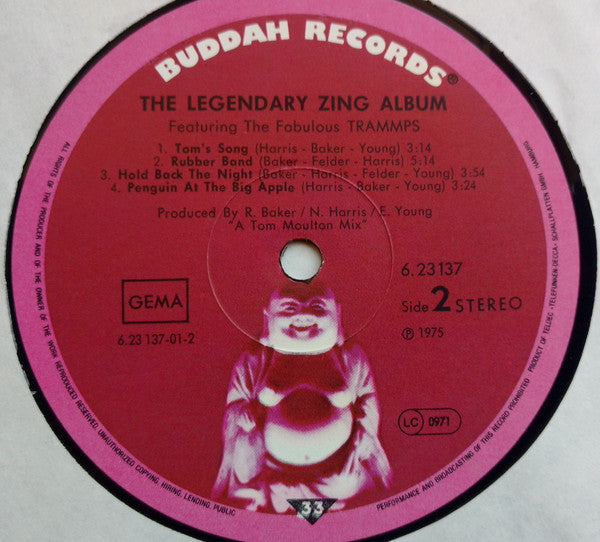 BUDDAH RECORDS®
THE LEGENDARY ZING ALBUM
Featuring The Fabulous TRAMMPS
1. Tom's Song (Harris - Baker - Young) 3:14
2. Rubber Band (Baker - Felder - Harris) 5:14
3. Hold Back The Night (Baker - Harris - Felder - Young) 3:54
4. Penguin At The Big Apple (Harris - Baker - Young) 3:24
Produced By R. Baker / N. Harris / E. Young
"A Tom Moulton Mix"
GEMA
6.23 137-01-2
6.23137
Side 2 STEREO
℗ 1975
LC 0971
33
ALL RIGHTS OF THE PRODUCER AND OF THE OWNER OF THE WORK REPRODUCED RESERVED. UNAUTHORIZED COPYING, HIRING, LENDING, PUBLIC
PERFORMANCE AND BROADCASTING OF THIS RECORD PROHIBITED PRODUCT OF TELDEC »TELEFUNKEN-DECCA« SCHALLPLATTEN GMBH, HAMBURG